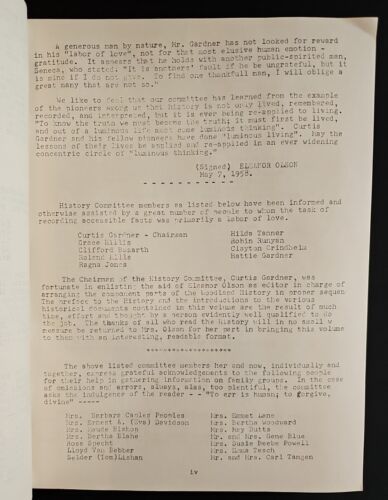 A generous man by nature, Mr. Gardner has not looked for reward
in his "labor of love", not for that most elusive human emotion -
gratitude. It appears that he holds with another public-spirited man,
Seneca, who stated: "It is another's fault if he be ungrateful, but it
is mine if I do not give. To find one thankfull man, I will oblige a
great many that are not so."
We like to feel that our committee has learned from the example
of the pioneers that history is not only lived, remembered,
recorded, and interpreted, but it is ever being re-applied to living.
"To know the truth we must become the truth; it must first be lived,
and out of a luminous life must come luminous thinking". Curtis
Gardner and his fellow pioneers have done "luminous living". May the
lessons of their lives be applied and re-applied in an ever widening
concentric circle of "luminous thinking."
(Signed) ELEANOR OLSON
May 7, 1958.
- - - - - - - - - - - -
History Committee members as listed below have been informed and
otherwise assisted by a great number of people to whom the task of
recording accessible facts was primarily a labor of love.
Curtis Gardner - Chairman Hilda Tanner
Grace Willis Robin Runyan
Clifford Hogarth Clayton Grindheim
Roland Willis Hattie Gardner
Ragna Jones
The Chairman of the History Committee, Curtis Gardner, was
fortunate in enlisting the aid of Eleanor Olson as editor in charge of
arranging the component parts of the History in proper sequen
The preface to the History and the introductions to the various
historical documents contained in this volume are the result of much
time, effort and thought by a person evidently well qualified to do
the job. The thanks of all who read the History will in no small
measure be returned to Mrs. Olson for her part in bringing this volume
to them with an interesting, readable format.
********************
The above listed committee members her and now, individually and
together, express grateful acknowledgements to the following people
for their help in gathering information on family groups. In the case
of omissions and errors, always, alas, too plentiful, the committee
asks the indulgence of the reader - - "To err is human; to forgive,
divine" -----
Mrs. Barbara Canles Peoples Mrs. Emmet Lane
Mrs. Ernest A. (Eva) Davidson Mrs. Bertha Woodward
Mrs. Maude Bishop Mrs. Roy Butts
Mrs. Bertha Blane Mr. and Mrs. Gene Blue
Rose Specht Mrs. Susie Beebe Powell
Lloyd Van Bebber Mrs. Emma Tesch
Selder (Tom) Lishan Mr. and Mrs. Carl Tangen
iv